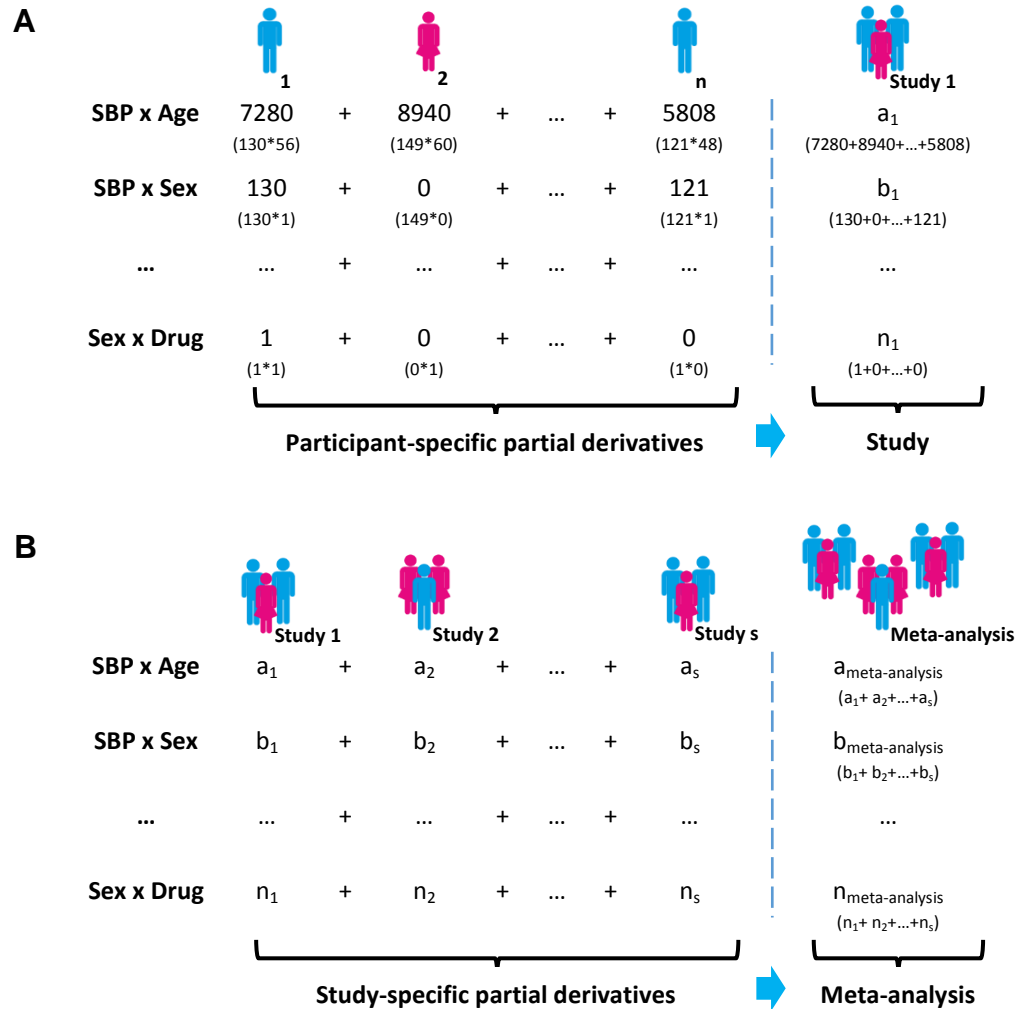 A
1 2 n Study 1
SBP x Age 7280 + 8940 + ... + 5808 a1
(130*56) (149*60) (121*48) (7280+8940+...+5808)
SBP x Sex 130 + 0 + ... + 121 b1
(130*1) (149*0) (121*1) (130+0+...+121)
... ... + ... + ... + ... ...
Sex x Drug 1 + 0 + ... + 0 n1
(1*1) (0*1) (1*0) (1+0+...+0)
Participant-specific partial derivatives Study
B
Study 1 Study 2 Study s Meta-analysis
SBP x Age a1 + a2 + ... + as ameta-analysis
(a1+ a2+...+as)
SBP x Sex b1 + b2 + ... + bs bmeta-analysis
(b1+ b2+...+bs)
... ... + ... + ... + ... ...
Sex x Drug n1 + n2 + ... + ns nmeta-analysis
(n1+ n2+...+ns)
Study-specific partial derivatives Meta-analysis